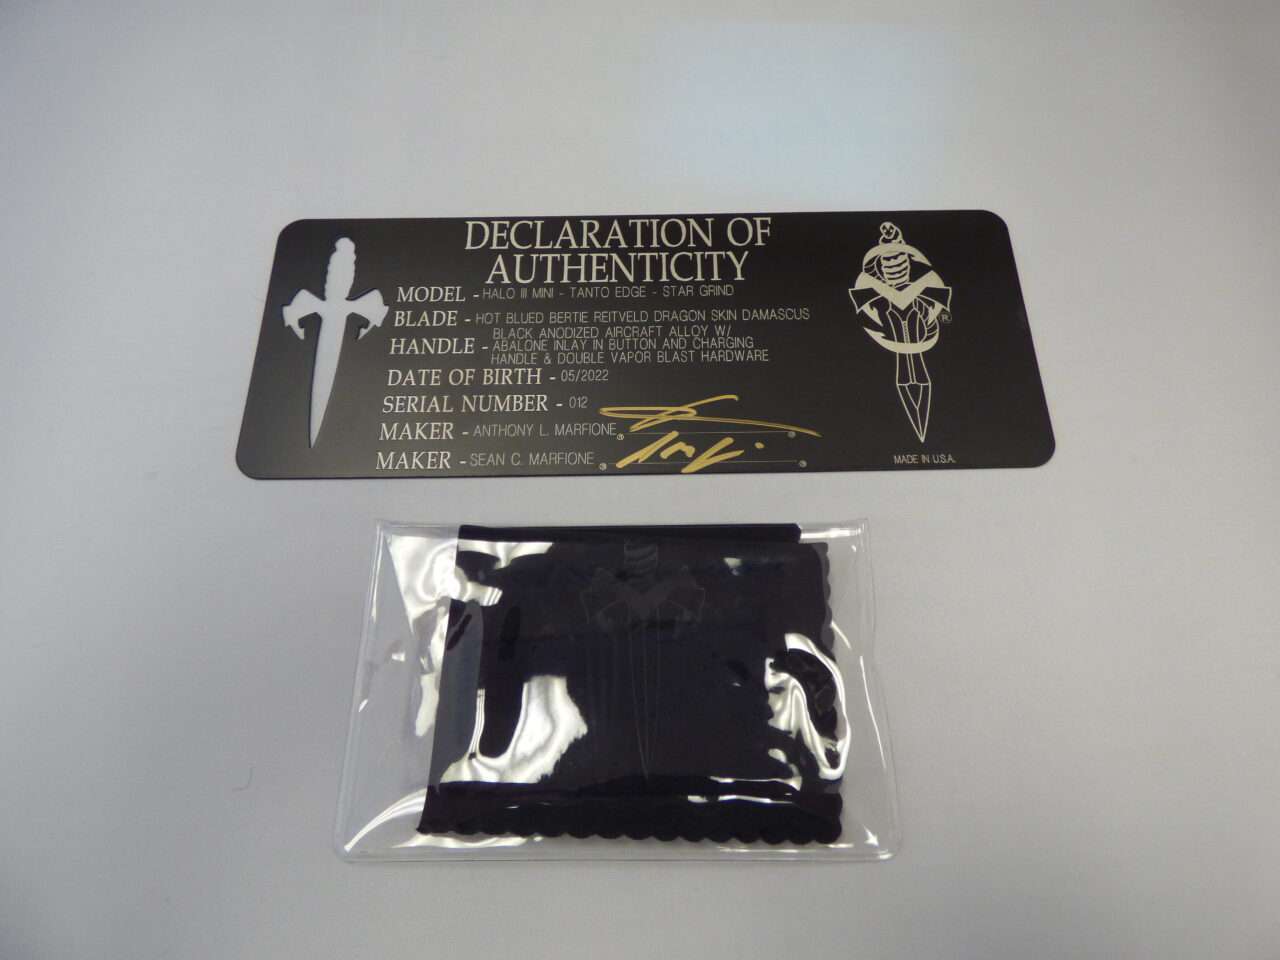 DECLARATION OF
AUTHENTICITY
MODEL - HALO III MINI - TANTO EDGE - STAR GRIND
BLADE - HOT BLUED BERTIE REITVELD DRAGON SKIN DAMASCUS
HANDLE - BLACK ANODIZED AIRCRAFT ALLOY W/
ABALONE INLAY IN BUTTON AND CHARGING
HANDLE & DOUBLE VAPOR BLAST HARDWARE
DATE OF BIRTH - 05/2022
SERIAL NUMBER - 012
MAKER - ANTHONY L. MARFIONE ® ®
MAKER - SEAN C. MARFIONE ® ®
®
MADE IN U.S.A.